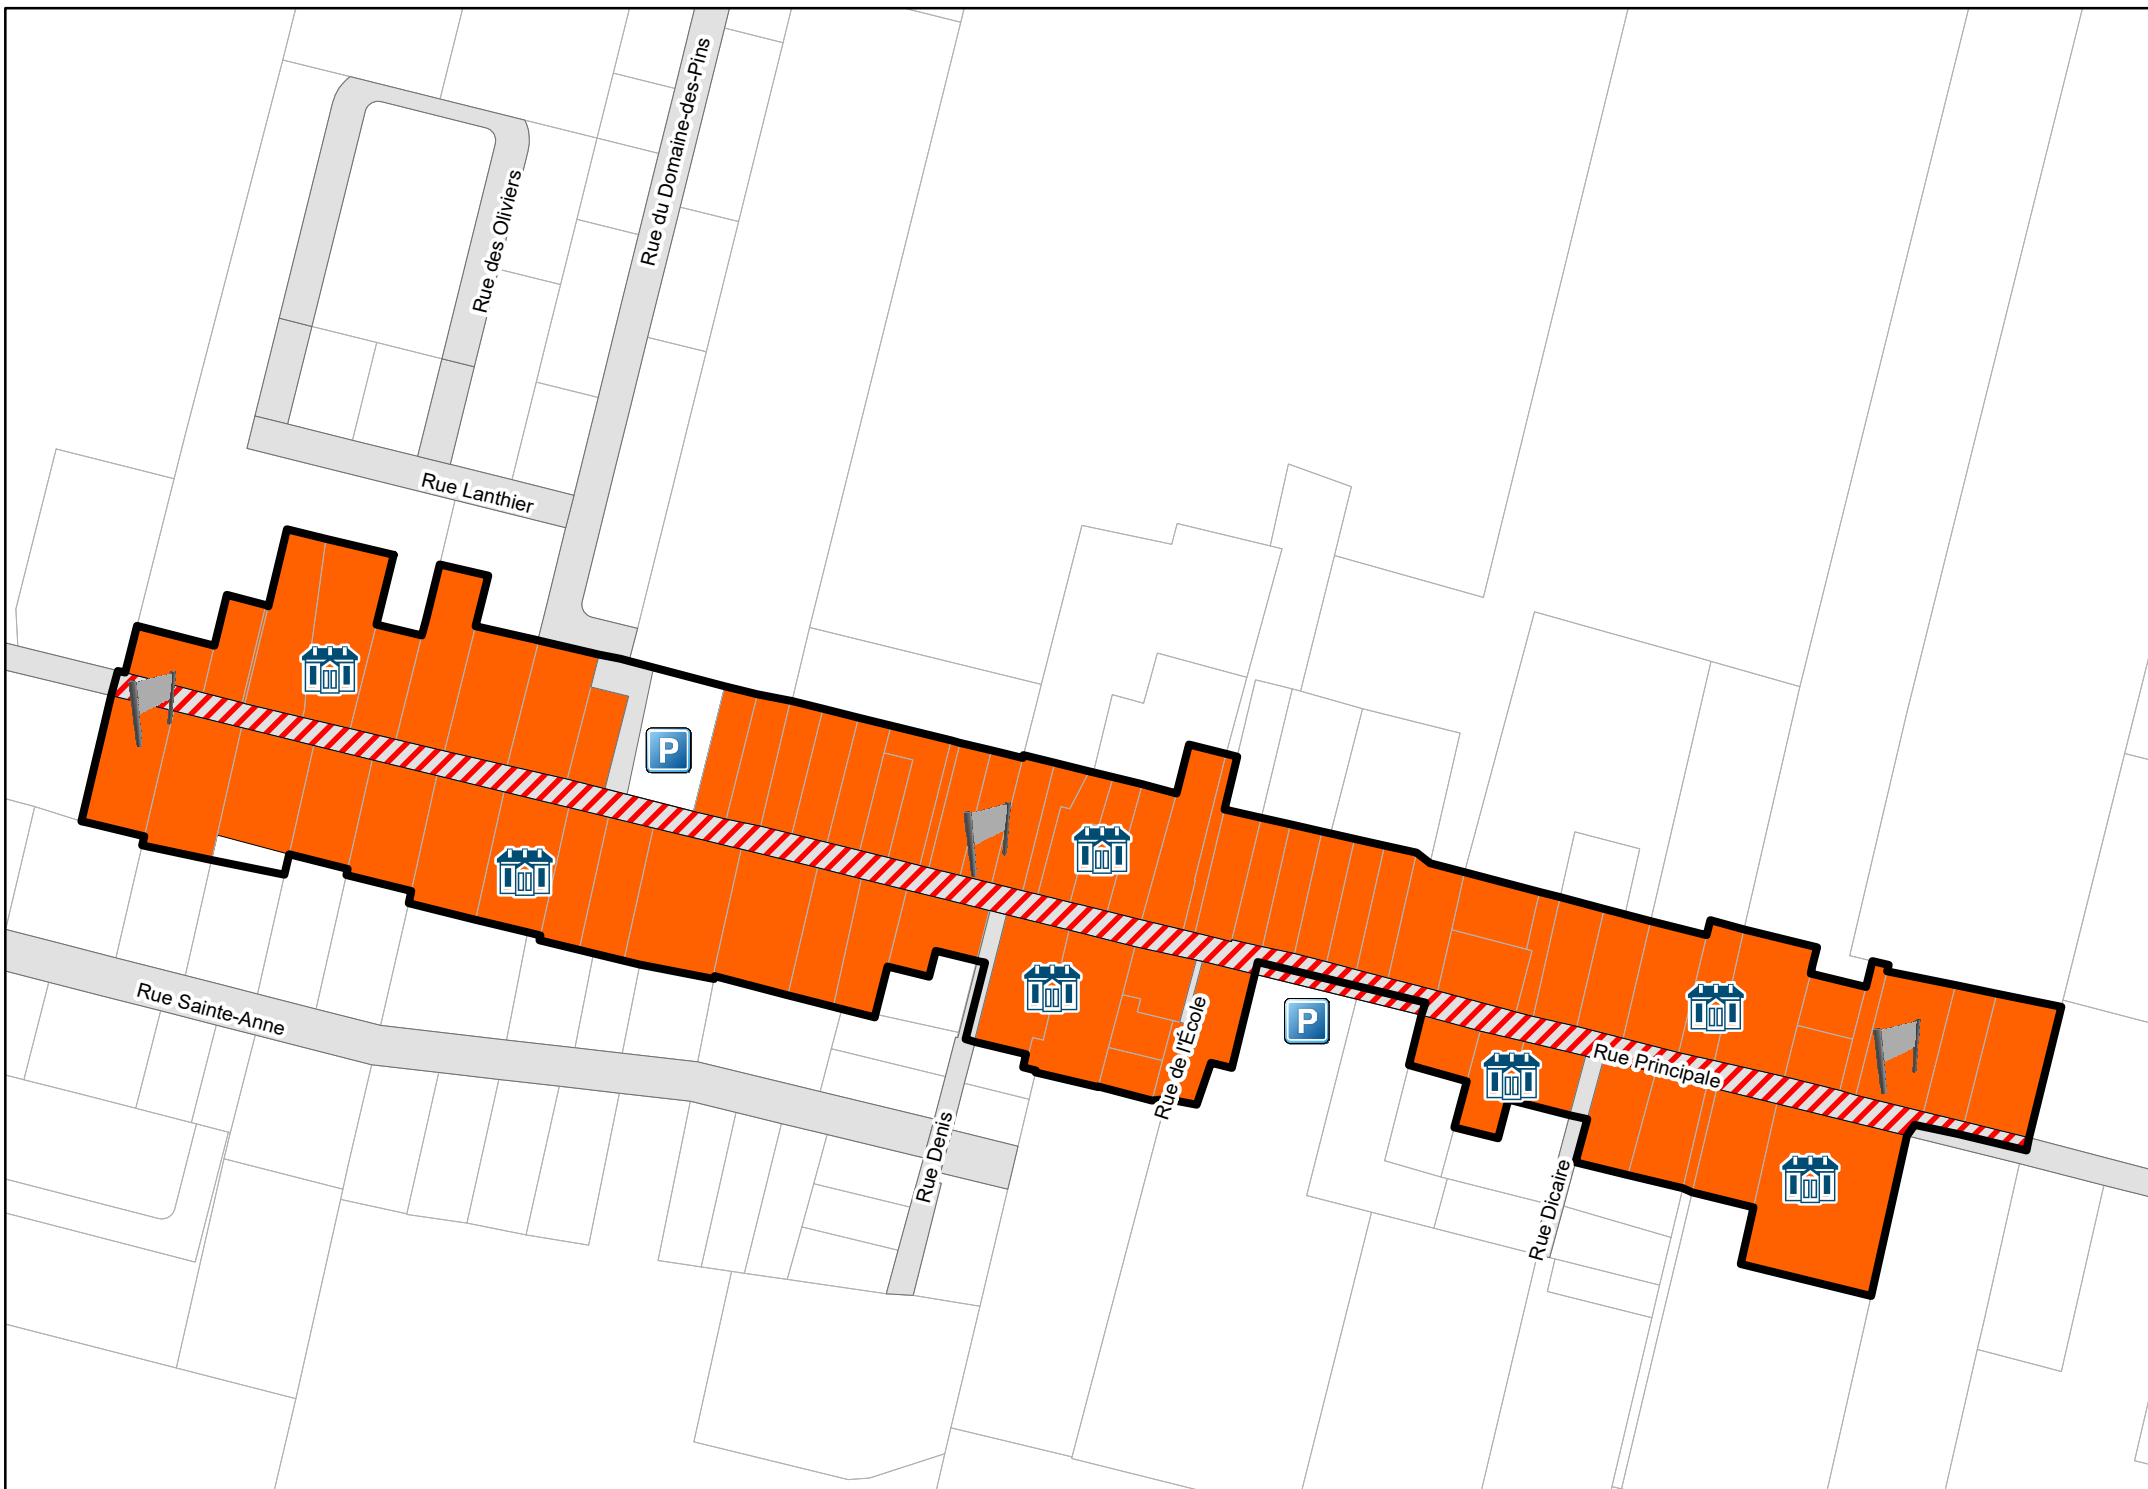 Rue du Domaine-des-Pins
Rue des Oliviers
Rue Lanthier
P
P
Rue Sainte-Anne
Rue de l'École
Rue Principale
Rue Denis
Rue Dicaire